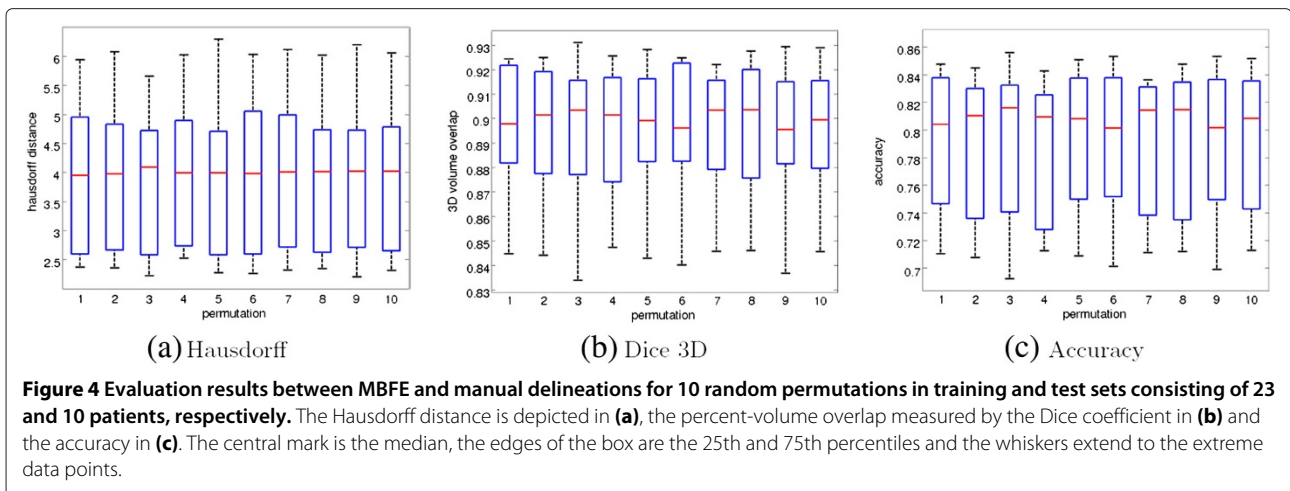 hausdorff distance
6
5.5
5
4.5
4
3.5
3
2.5
1 2 3 4 5 6 7 8 9 10
permutation
(a) Hausdorff
3D volume overlap
0.93
0.92
0.91
0.9
0.89
0.88
0.87
0.86
0.85
0.84
0.83
1 2 3 4 5 6 7 8 9 10
permutation
(b) Dice 3D
accuracy
0.86
0.84
0.82
0.8
0.78
0.76
0.74
0.72
0.7
1 2 3 4 5 6 7 8 9 10
permutation
(c) Accuracy
Figure 4 Evaluation results between MBFE and manual delineations for 10 random permutations in training and test sets consisting of 23
and 10 patients, respectively. The Hausdorff distance is depicted in (a), the percent-volume overlap measured by the Dice coefficient in (b) and
the accuracy in (c). The central mark is the median, the edges of the box are the 25th and 75th percentiles and the whiskers extend to the extreme
data points.